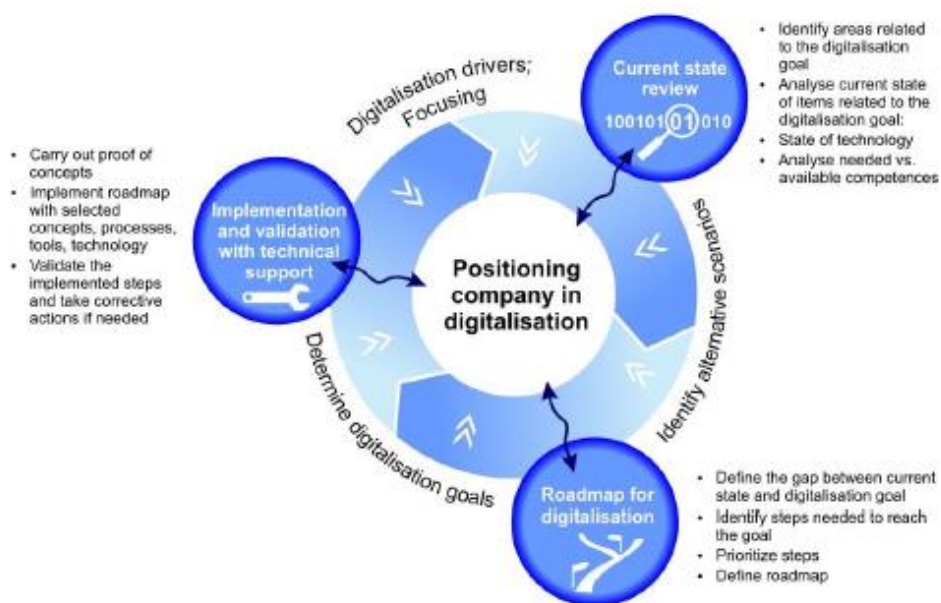 Digitalisation drivers;
Focusing
Current state
review
100101 01 010
• Identify areas related
to the digitalisation
goal
• Analyse current state
of items related to the
digitalisation goal:
• State of technology
• Analyse needed vs.
available competences
• Carry out proof of
concepts
• Implement roadmap
with selected
concepts, processes,
tools, technology
• Validate the
implemented steps
and take corrective
actions if needed
Implementation
and validation
with technical
support
Positioning
company in
digitalisation
Identify alternative scenarios
Determine digitalisation goals
Roadmap for
digitalisation
• Define the gap between current
state and digitalisation goal
• Identify steps needed to reach
the goal
• Prioritize steps
• Define roadmap